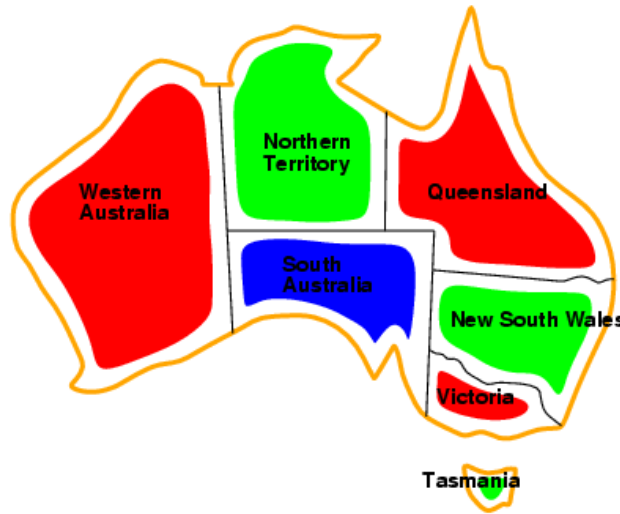 Northern
Territory
Western
Australia
Queensland
South
Australia
New South Wales
Victoria
Tasmania